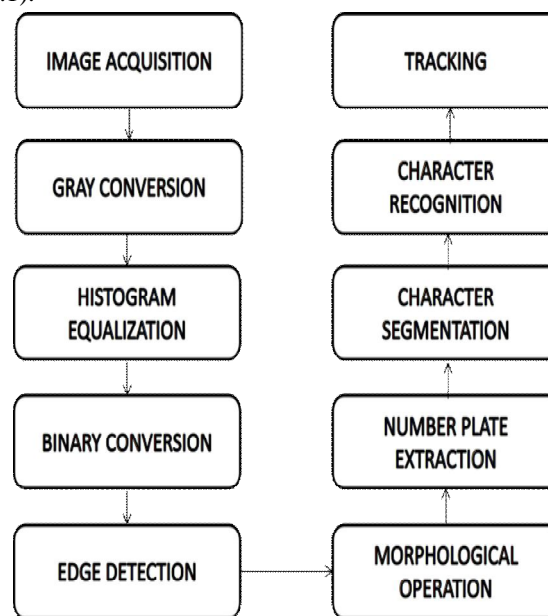 IMAGE ACQUISITION
GRAY CONVERSION
HISTOGRAM
EQUALIZATION
BINARY CONVERSION
EDGE DETECTION
MORPHOLOGICAL
OPERATION
NUMBER PLATE
EXTRACTION
CHARACTER
SEGMENTATION
CHARACTER
RECOGNITION
TRACKING